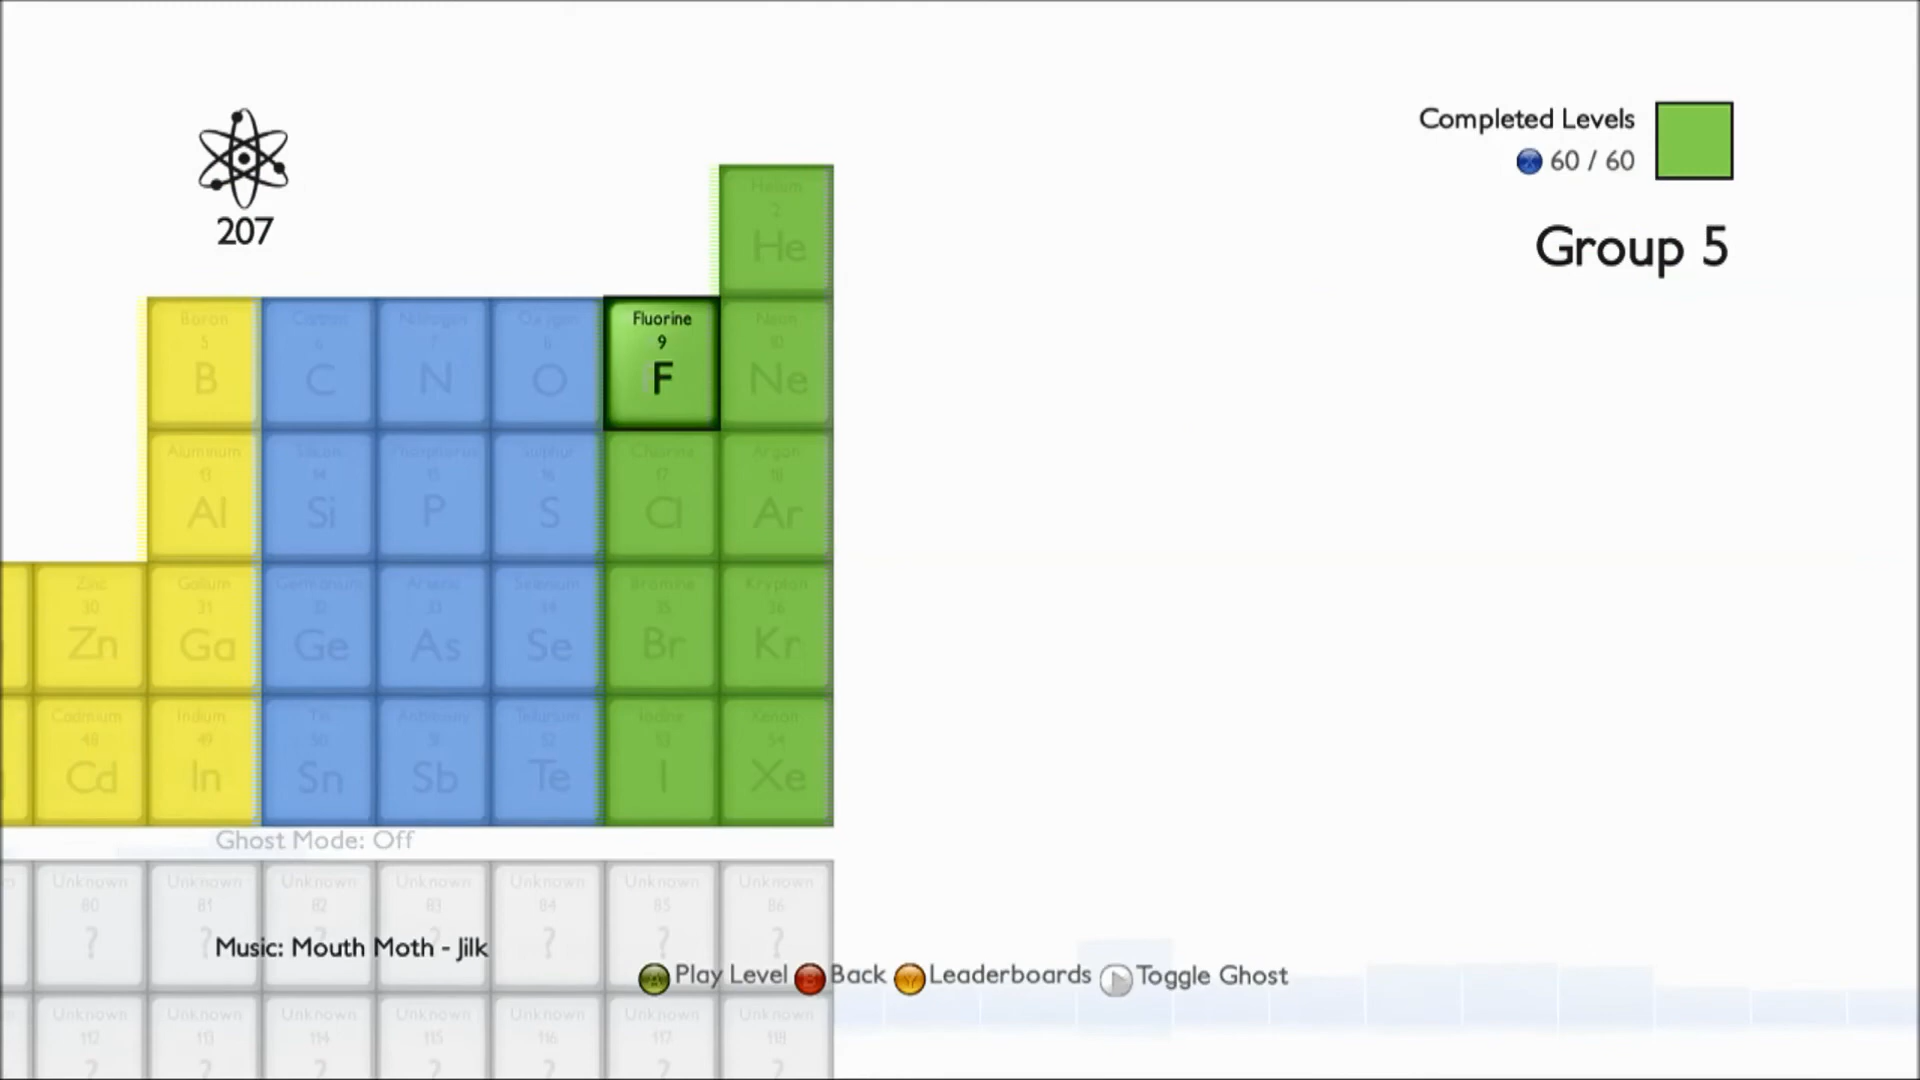 Completed Levels
60 / 60
207
Group 5
Helium
2
He
Boron
5
B
Carbon
6
C
Nitrogen
7
N
Oxygen
8
O
Fluorine
9
F
Neon
10
Ne
Aluminum
13
Al
Silicon
14
Si
Phosphorus
15
P
Sulphur
16
S
Chlorine
17
Cl
Argon
18
Ar
Zinc
30
Zn
Galium
31
Ga
Germanium
32
Ge
Arsenic
33
As
Selenium
34
Se
Bromine
35
Br
Krypton
36
Kr
Cadmium
48
Cd
Indium
49
In
Tin
50
Sn
Antimony
51
Sb
Tellurium
52
Te
Iodine
53
I
Xenon
54
Xe
Ghost Mode: Off
Unknown
80
?
Unknown
81
?
Unknown
82
?
Unknown
83
?
Unknown
84
?
Unknown
85
?
Unknown
86
?
Music: Mouth Moth - Jilk
A Play Level B Back Y Leaderboards Toggle Ghost
Unknown
112
?
Unknown
113
?
Unknown
114
?
Unknown
115
?
Unknown
116
?
Unknown
117
?
Unknown
118
?